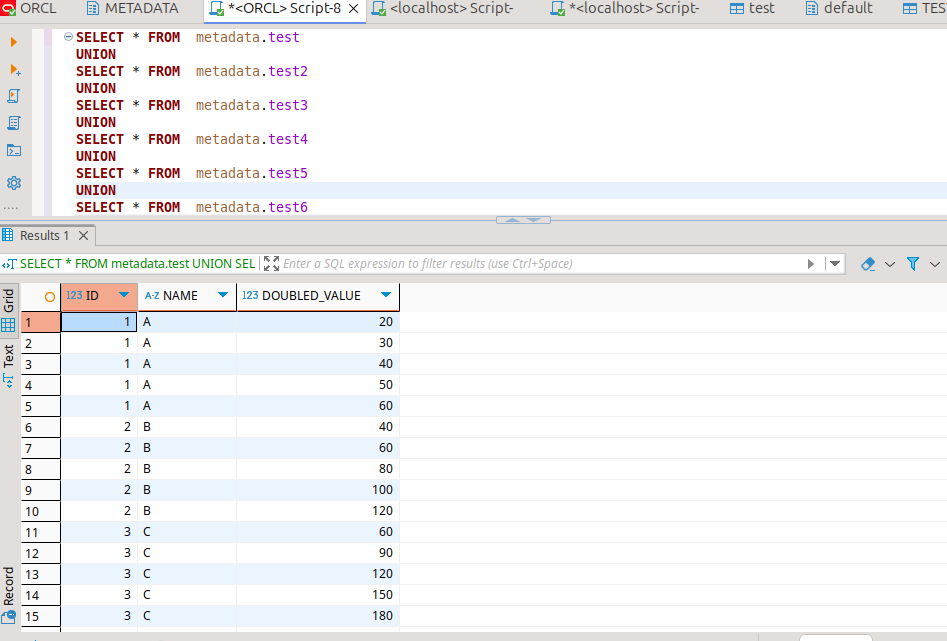 ORCL METADATA *<ORCL> Script-8 <localhost> Script- *<localhost> Script- test default TES
SELECT * FROM metadata.test
UNION
SELECT * FROM metadata.test2
UNION
SELECT * FROM metadata.test3
UNION
SELECT * FROM metadata.test4
UNION
SELECT * FROM metadata.test5
UNION
SELECT * FROM metadata.test6
Results 1
SELECT * FROM metadata.test UNION SEL Enter a SQL expression to filter results (use Ctrl+Space)
Grid
Text
Record
123 ID A-Z NAME 123 DOUBLED_VALUE
1 1 A 20
2 1 A 30
3 1 A 40
4 1 A 50
5 1 A 60
6 2 B 40
7 2 B 60
8 2 B 80
9 2 B 100
10 2 B 120
11 3 C 60
12 3 C 90
13 3 C 120
14 3 C 150
15 3 C 180